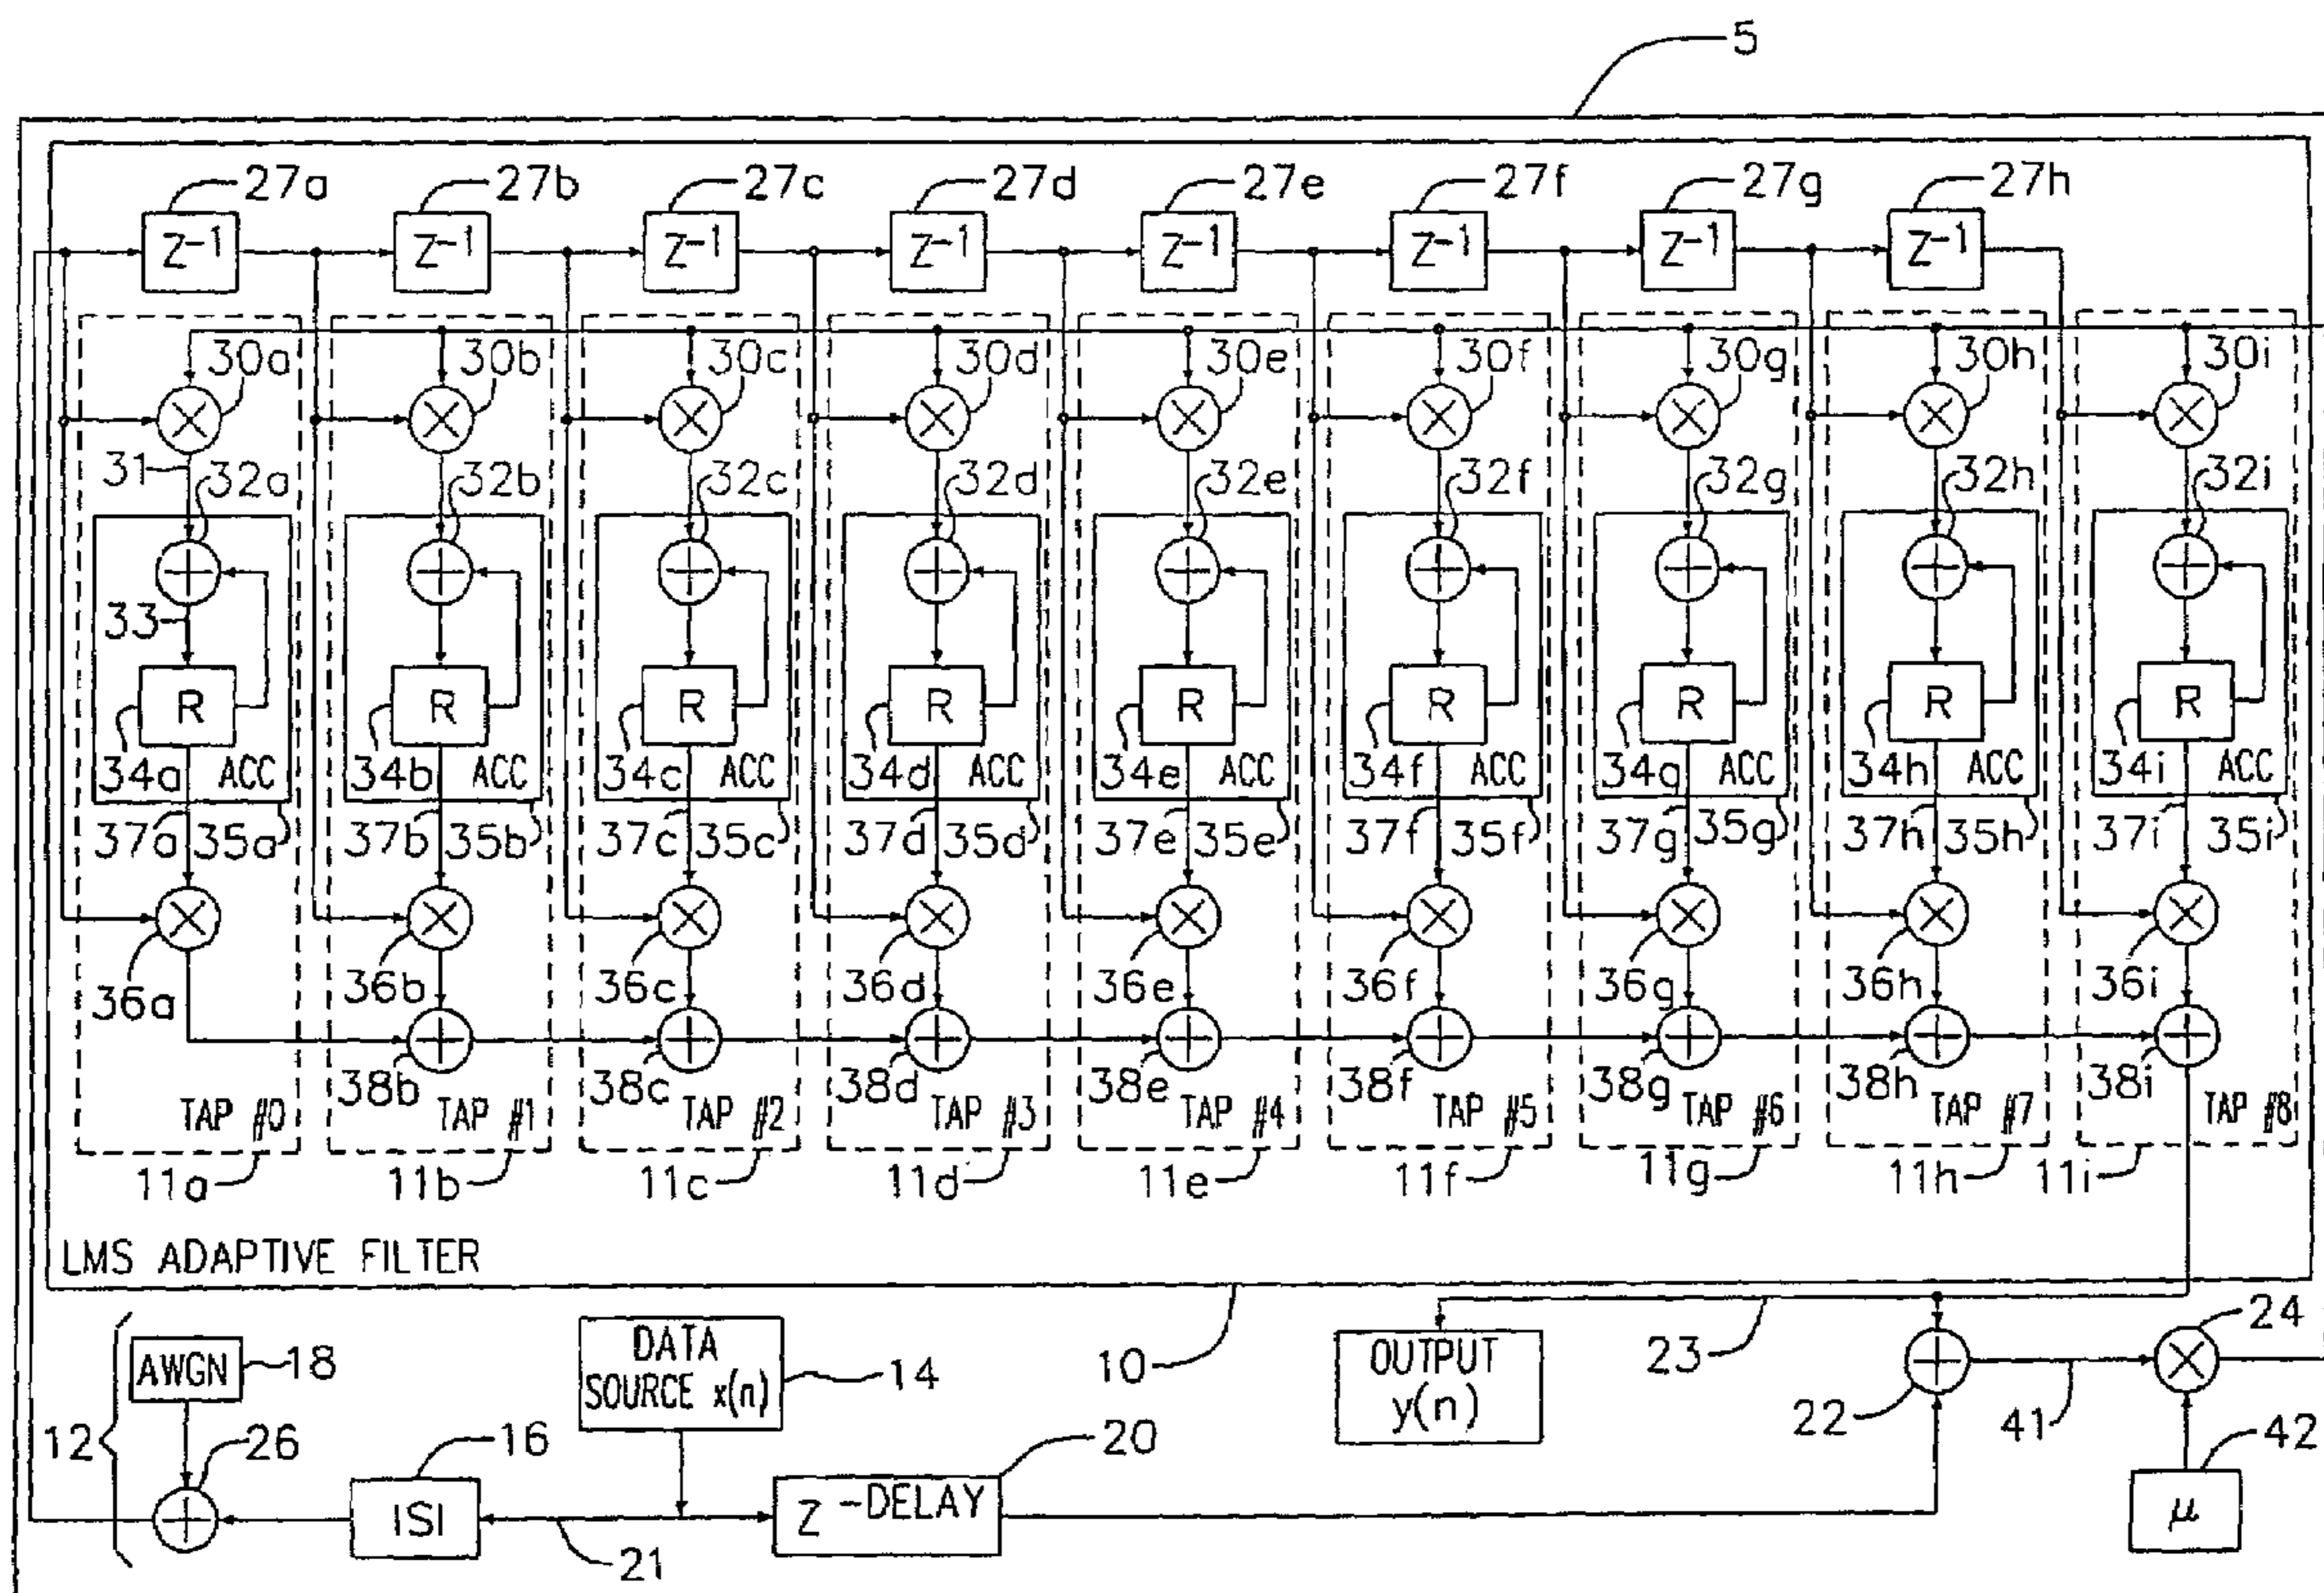 5
27a 27b 27c 27d 27e 27f 27g 27h
Z⁻¹ Z⁻¹ Z⁻¹ Z⁻¹ Z⁻¹ Z⁻¹ Z⁻¹ Z⁻¹
30a 30b 30c 30d 30e 30f 30g 30h 30i
31 32a 32b 32c 32d 32e 32f 32g 32h 32i
33
R R R R R R R R R
34a ACC 34b ACC 34c ACC 34d ACC 34e ACC 34f ACC 34g ACC 34h ACC 34i ACC
37a 35a 37b 35b 37c 35c 37d 35d 37e 35e 37f 35f 37g 35g 37h 35h 37i 35i
36a 36b 36c 36d 36e 36f 36g 36h 36i
38b 38c 38d 38e 38f 38g 38h 38i
TAP #0 TAP #1 TAP #2 TAP #3 TAP #4 TAP #5 TAP #6 TAP #7 TAP #8
11a 11b 11c 11d 11e 11f 11g 11h 11i
LMS ADAPTIVE FILTER
10
12
AWGN 18
26
16
ISI
DATA
SOURCE x(n)
14
20
Z -DELAY
21
OUTPUT
y(n)
23
22
41
24
42
μ